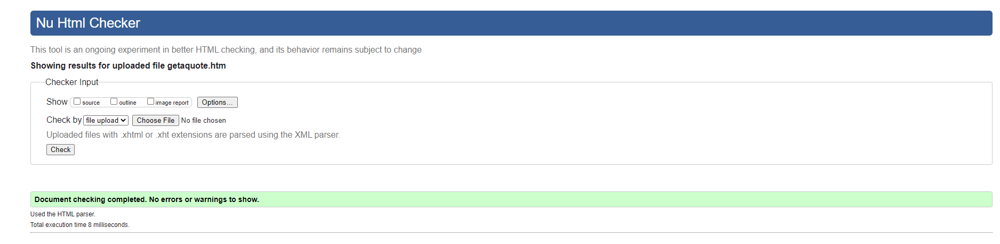 Nu Html Checker
This tool is an ongoing experiment in better HTML checking, and its behavior remains subject to change
Showing results for uploaded file getaquote.htm
Checker Input
Show source outline image report Options...
Check by file upload Choose File No file chosen
Uploaded files with .xhtml or .xht extensions are parsed using the XML parser.
Check
Document checking completed. No errors or warnings to show.
Used the HTML parser.
Total execution time 8 milliseconds.